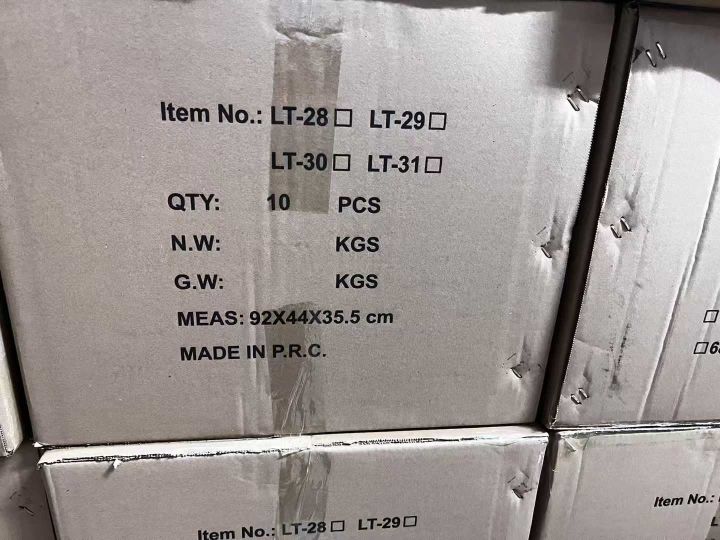 Item No.: LT-28☐ LT-29☐
LT-30☐ LT-31☐
QTY: 10 PCS
N.W: KGS
G.W: KGS
MEAS: 92X44X35.5 cm
MADE IN P.R.C.
Item No.: LT-28☐ LT-29☐
Item No.: